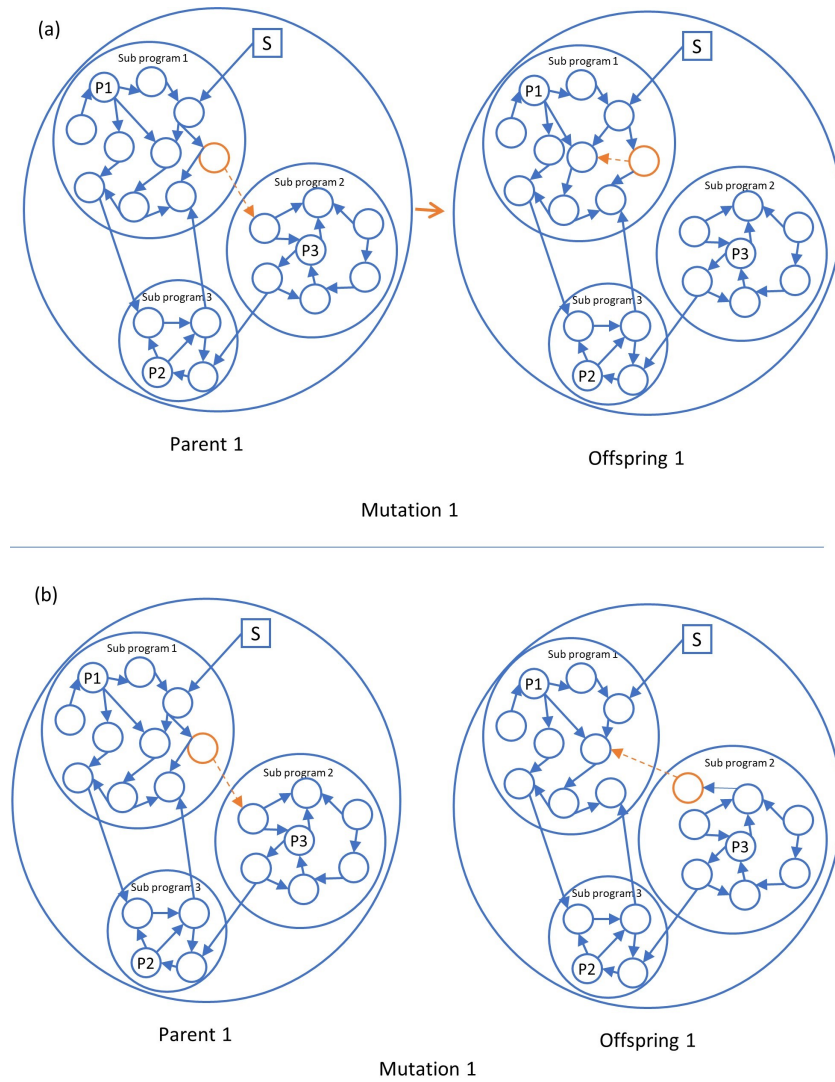 (a)
S
S
Sub program 1
Sub program 1
P1
P1
Sub program 2
Sub program 2
P3
P3
Sub program 3
Sub program 3
P2
P2
Parent 1
Offspring 1
Mutation 1
(b)
S
S
Sub program 1
Sub program 1
P1
P1
Sub program 2
Sub program 2
P3
P3
Sub program 3
Sub program 3
P2
P2
Parent 1
Offspring 1
Mutation 1